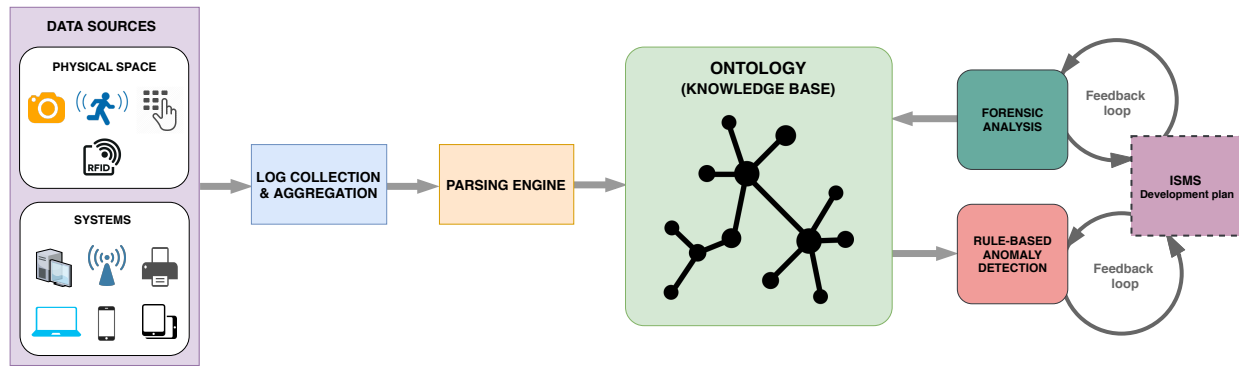 DATA SOURCES
PHYSICAL SPACE
RFID
SYSTEMS
LOG COLLECTION
& AGGREGATION
PARSING ENGINE
ONTOLOGY
(KNOWLEDGE BASE)
FORENSIC
ANALYSIS
Feedback
loop
ISMS
Development plan
RULE-BASED
ANOMALY
DETECTION
Feedback
loop